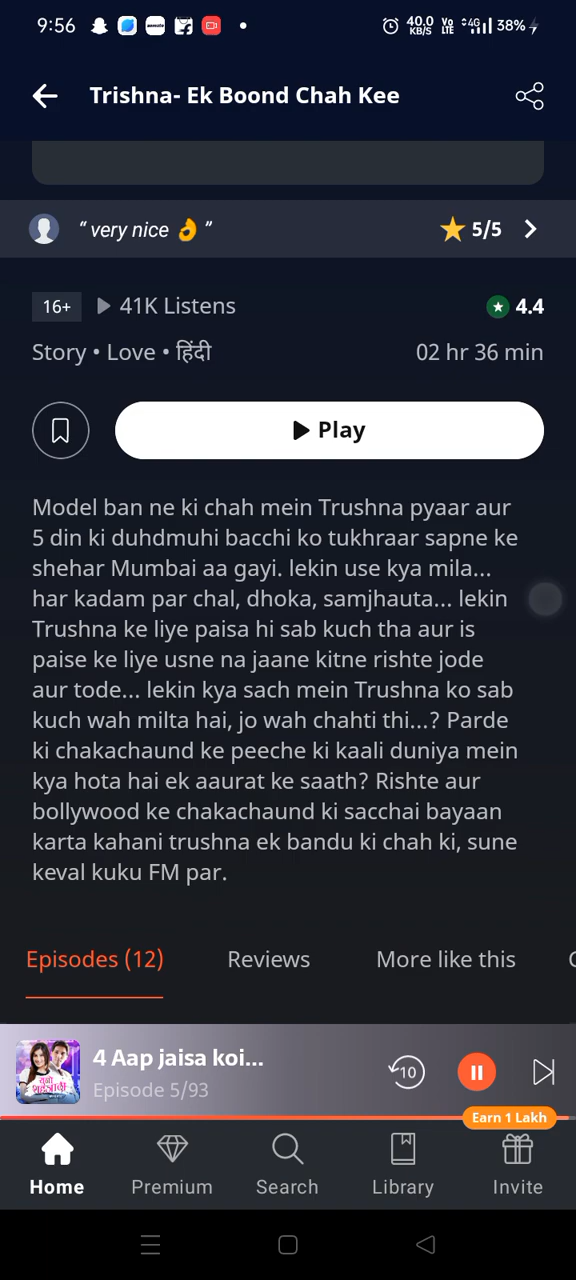 9:56
40.0 KB/S Vo LTE 4G 38%
Trishna- Ek Boond Chah Kee
“ very nice 👌 ”
5/5
16+ 41K Listens
4.4
Story • Love • हिंदी
02 hr 36 min
Play
Model ban ne ki chah mein Trushna pyaar aur
5 din ki duhdmuhi bacchi ko tukhraar sapne ke
shehar Mumbai aa gayi. lekin use kya mila...
har kadam par chal, dhoka, samjhauta... lekin
Trushna ke liye paisa hi sab kuch tha aur is
paise ke liye usne na jaane kitne rishte jode
aur tode... lekin kya sach mein Trushna ko sab
kuch wah milta hai, jo wah chahti thi...? Parde
ki chakachaund ke peeche ki kaali duniya mein
kya hota hai ek aaurat ke saath? Rishte aur
bollywood ke chakachaund ki sacchai bayaan
karta kahani trushna ek bandu ki chah ki, sune
keval kuku FM par.
Episodes (12)
Reviews
More like this
4 Aap jaisa koi...
Episode 5/93
10
Earn 1 Lakh
Home
Premium
Search
Library
Invite